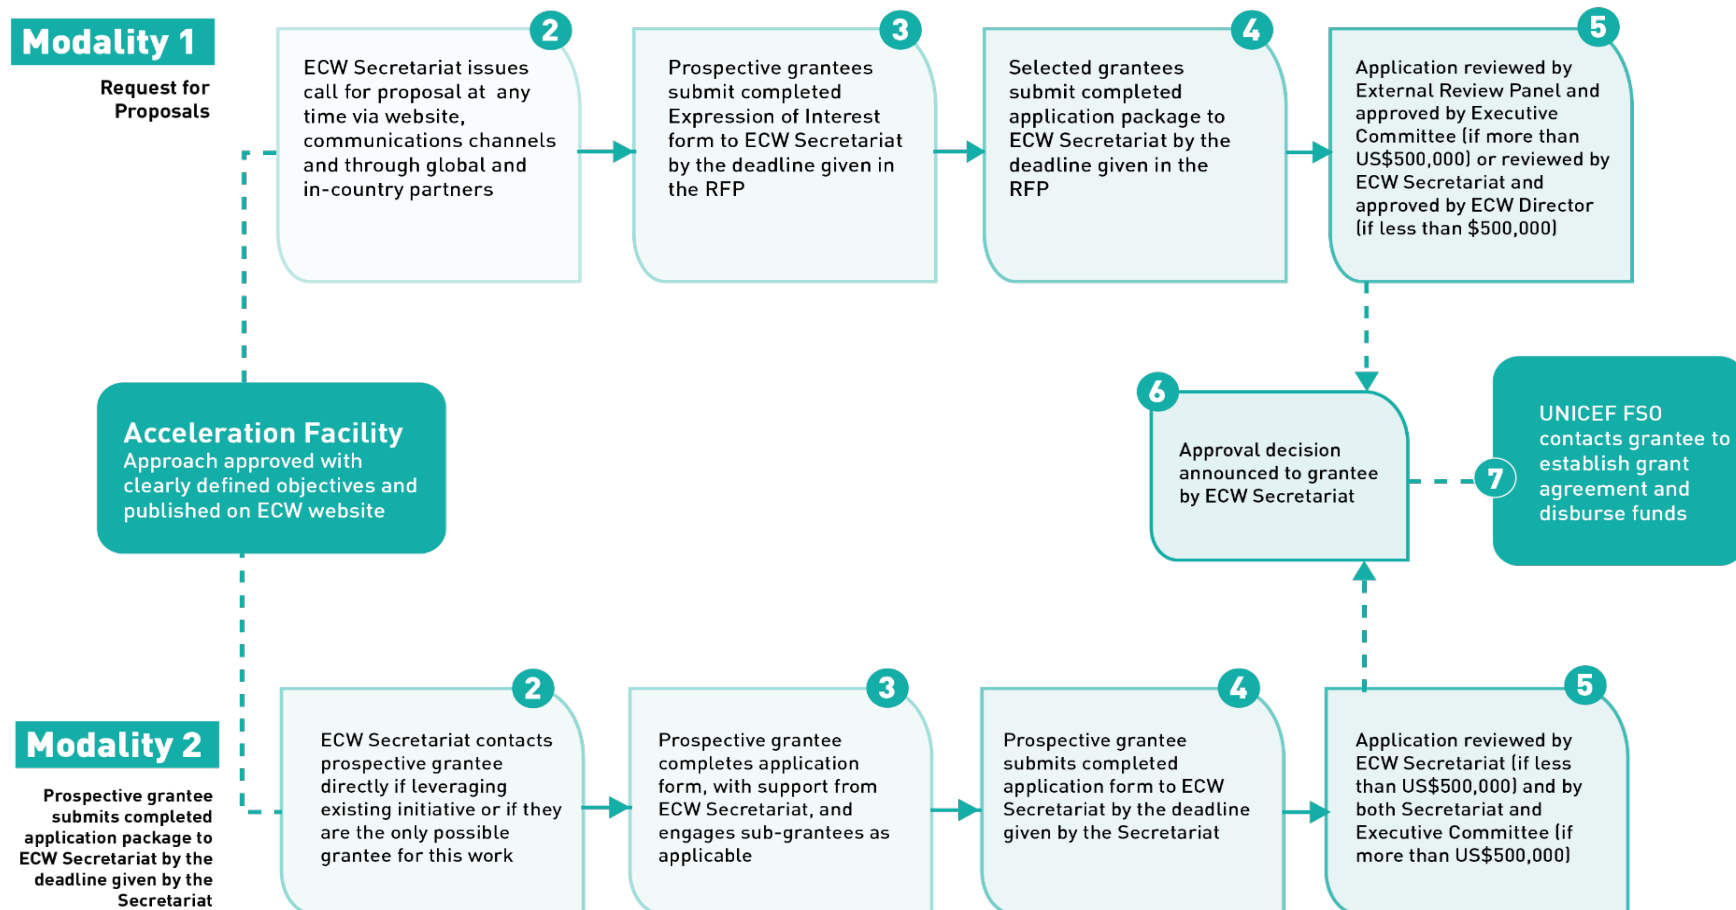 Modality 1
Request for
Proposals
2
ECW Secretariat issues
call for proposal at any
time via website,
communications channels
and through global and
in-country partners
3
Prospective grantees
submit completed
Expression of Interest
form to ECW Secretariat
by the deadline given in
the RFP
4
Selected grantees
submit completed
application package to
ECW Secretariat by the
deadline given in the
RFP
5
Application reviewed by
External Review Panel and
approved by Executive
Committee (if more than
US$500,000) or reviewed by
ECW Secretariat and
approved by ECW Director
(if less than $500,000)
Acceleration Facility
Approach approved with
clearly defined objectives and
published on ECW website
6
Approval decision
announced to grantee
by ECW Secretariat
7
UNICEF FSO
contacts grantee to
establish grant
agreement and
disburse funds
Modality 2
Prospective grantee
submits completed
application package to
ECW Secretariat by the
deadline given by the
Secretariat
2
ECW Secretariat contacts
prospective grantee
directly if leveraging
existing initiative or if they
are the only possible
grantee for this work
3
Prospective grantee
completes application
form, with support from
ECW Secretariat, and
engages sub-grantees as
applicable
4
Prospective grantee
submits completed
application form to ECW
Secretariat by the deadline
given by the Secretariat
5
Application reviewed by
ECW Secretariat (if less
than US$500,000) and by
both Secretariat and
Executive Committee (if
more than US$500,000)